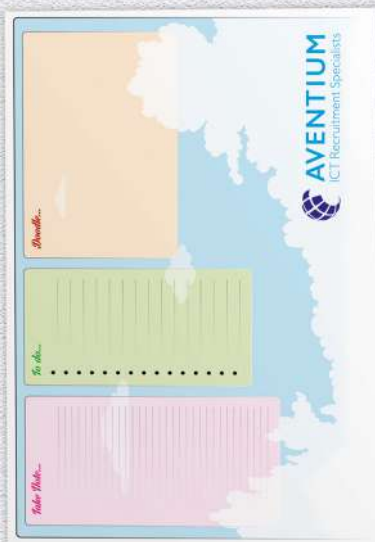 Take Note...
To do...
Doodle...
AVENTIUM
ICT Recruitment Specialists